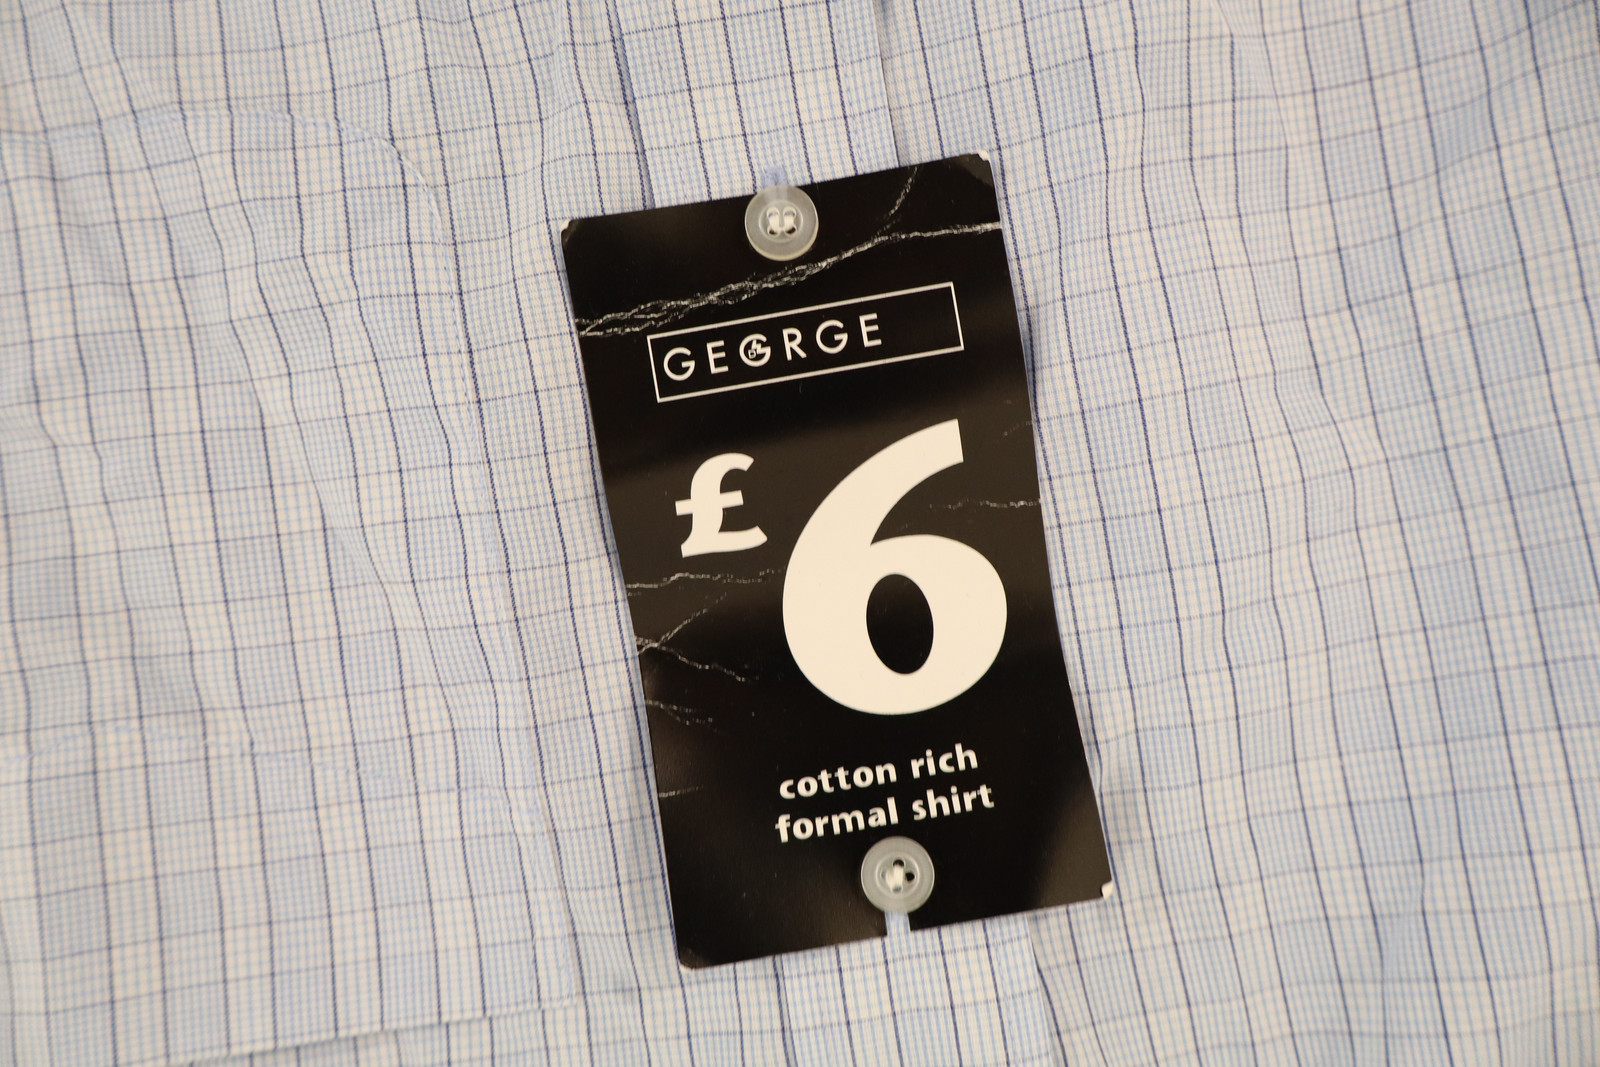 GEORGE
£6
cotton rich
formal shirt